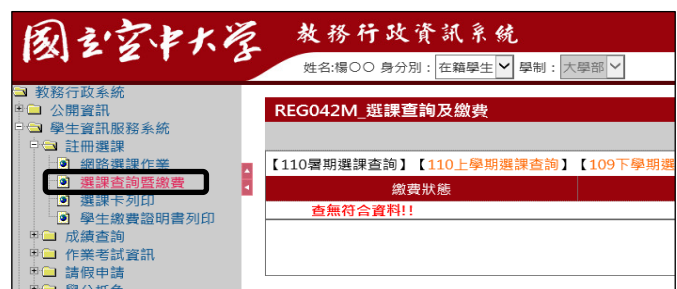 國立空中大學
教務行政資訊系統
姓名:楊○○ 身分別：在籍學生 學制：大學部
教務行政系統
公開資訊
學生資訊服務系統
註冊選課
網路選課作業
選課查詢暨繳費
選課卡列印
學生繳費證明書列印
成績查詢
作業考試資訊
請假申請
學分抵免
REG042M_選課查詢及繳費
【110暑期選課查詢】【110上學期選課查詢】【109下學期選
繳費狀態
查無符合資料!!